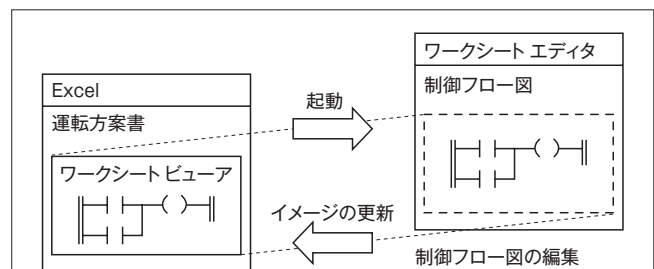 Excel
運転方案書
ワークシート ビューア
起動
イメージの更新
ワークシート エディタ
制御フロー図
制御フロー図の編集